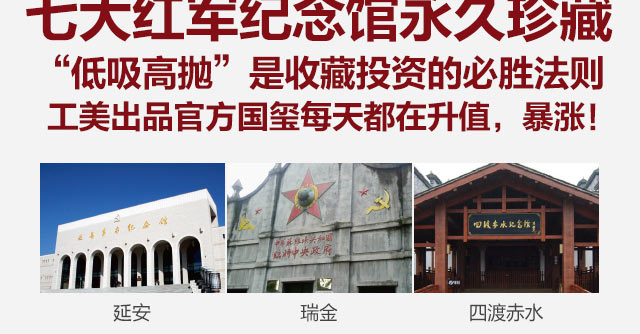 七大红军纪念馆永久珍藏
“低吸高抛”是收藏投资的必胜法则
工美出品官方国玺每天都在升值，暴涨！
延安革命纪念馆
中华苏维埃共和国
临时中央政府
四渡赤水纪念馆
延安
瑞金
四渡赤水